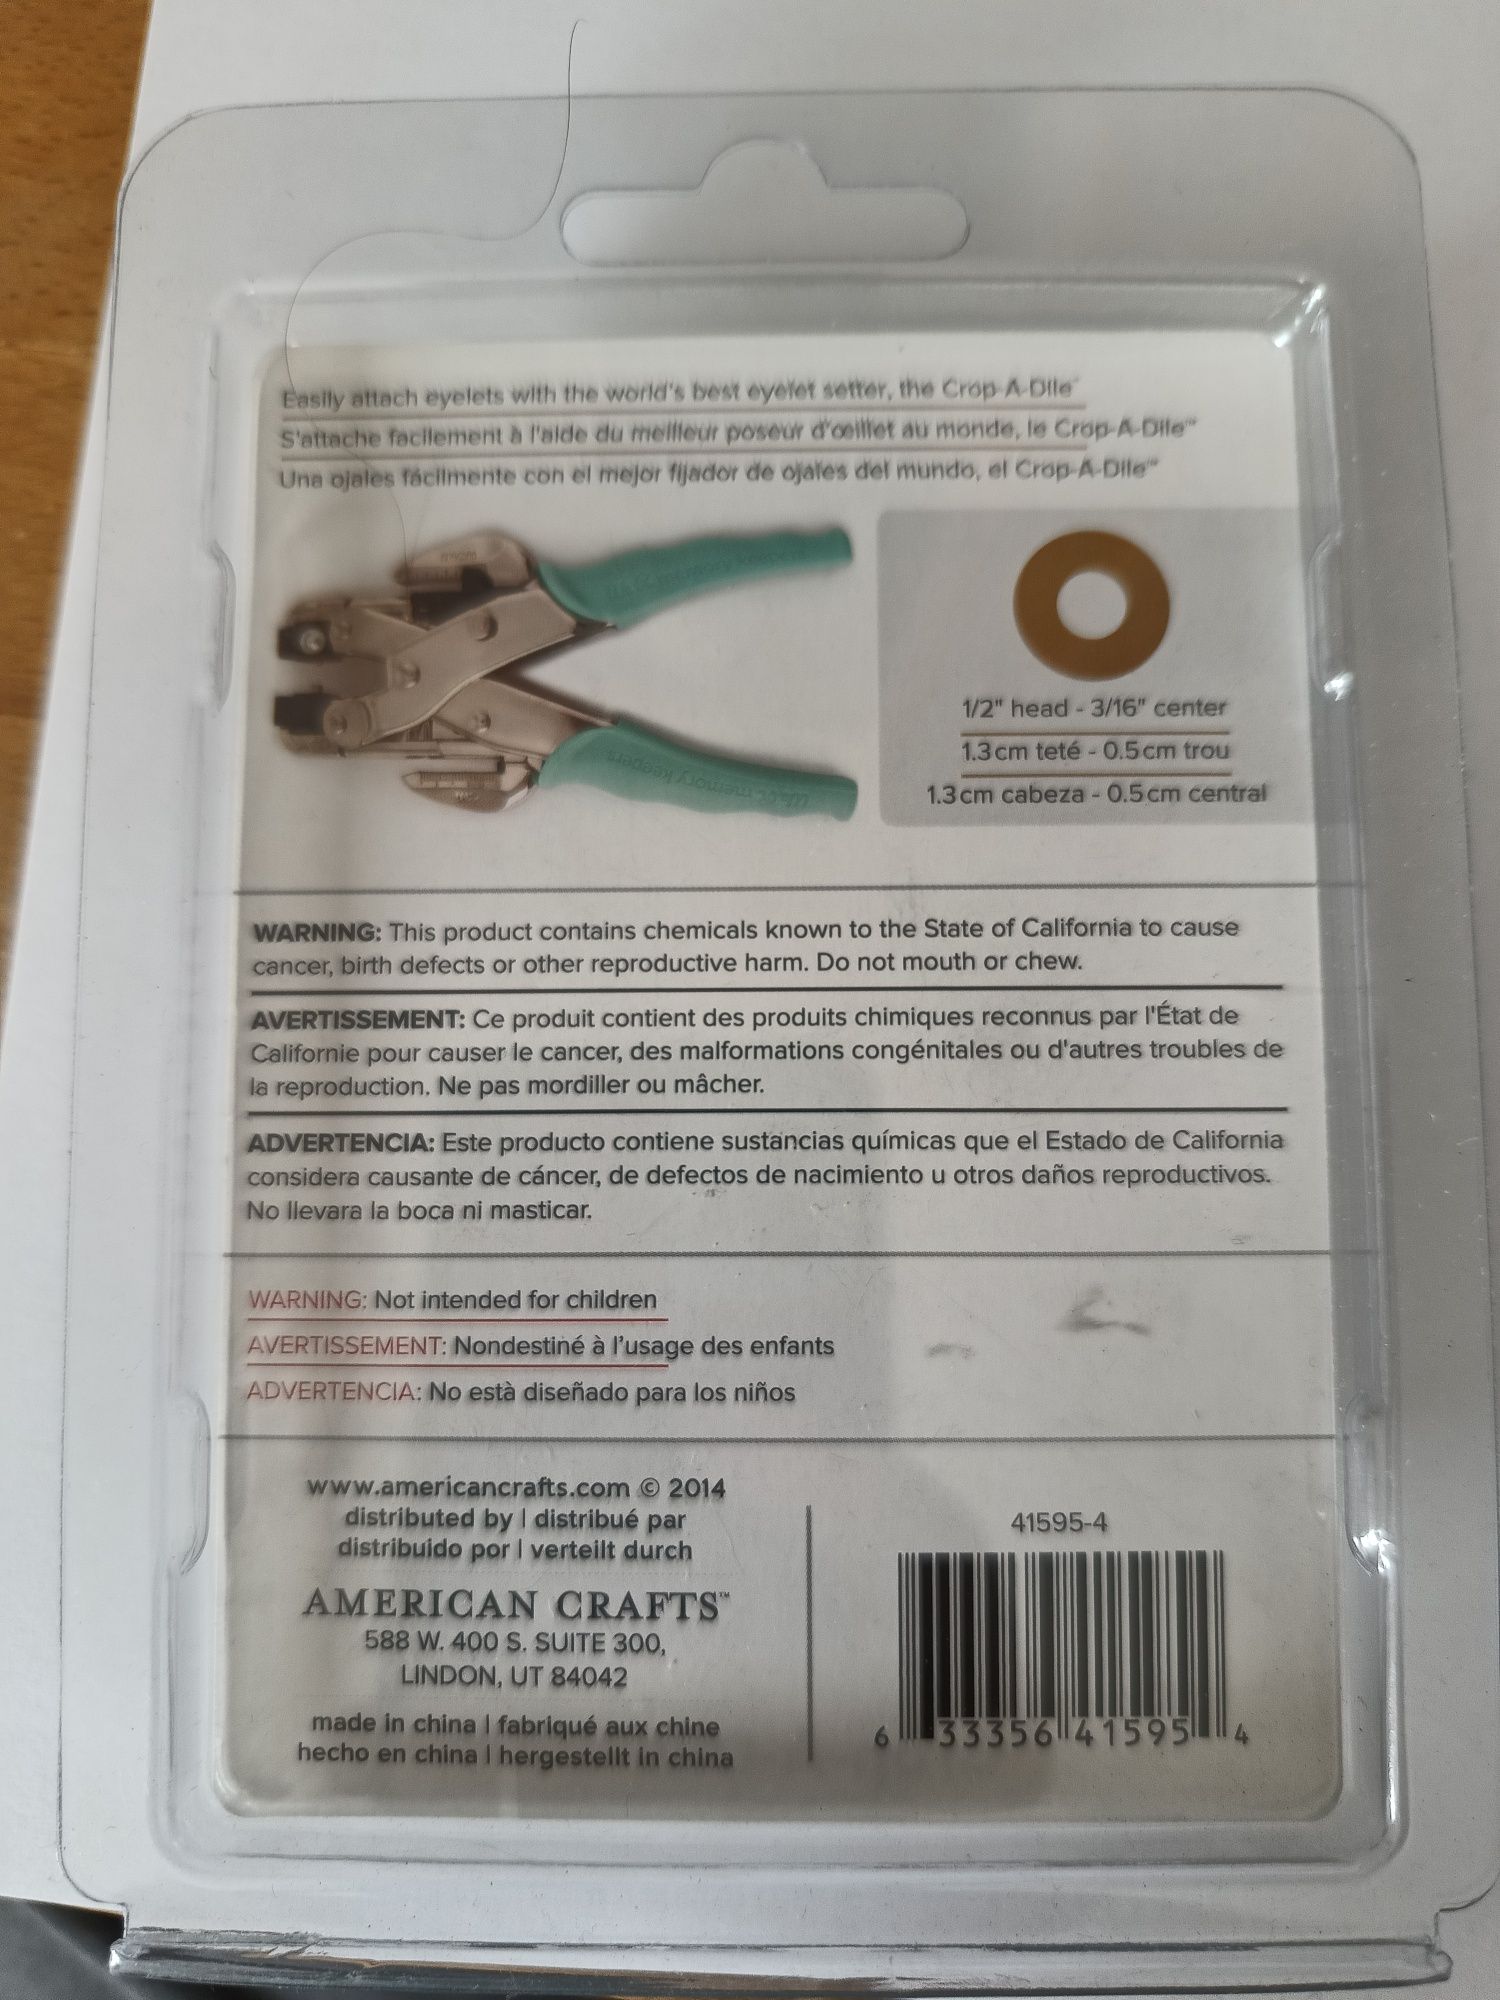 Easily attach eyelets with the world's best eyelet setter, the Crop-A-Dile™
S'attache facilement à l'aide du meilleur poseur d'œillet au monde, le Crop-A-Dile™
Una ojales fácilmente con el mejor fijador de ojales del mundo, el Crop-A-Dile™
we r memory keepers
1/2" head - 3/16" center
1.3cm teté - 0.5cm trou
1.3cm cabeza - 0.5cm central
WARNING: This product contains chemicals known to the State of California to cause
cancer, birth defects or other reproductive harm. Do not mouth or chew.
AVERTISSEMENT: Ce produit contient des produits chimiques reconnus par l'État de
Californie pour causer le cancer, des malformations congénitales ou d'autres troubles de
la reproduction. Ne pas mordiller ou mâcher.
ADVERTENCIA: Este producto contiene sustancias químicas que el Estado de California
considera causante de cáncer, de defectos de nacimiento u otros daños reproductivos.
No llevara la boca ni masticar.
WARNING: Not intended for children
AVERTISSEMENT: Nondestiné à l'usage des enfants
ADVERTENCIA: No està diseñado para los niños
www.americancrafts.com © 2014
distributed by | distribué par
distribuido por | verteilt durch
AMERICAN CRAFTS™
588 W. 400 S. SUITE 300,
LINDON, UT 84042
made in china | fabriqué aux chine
hecho en china | hergestellt in china
41595-4
6 33356 41595 4